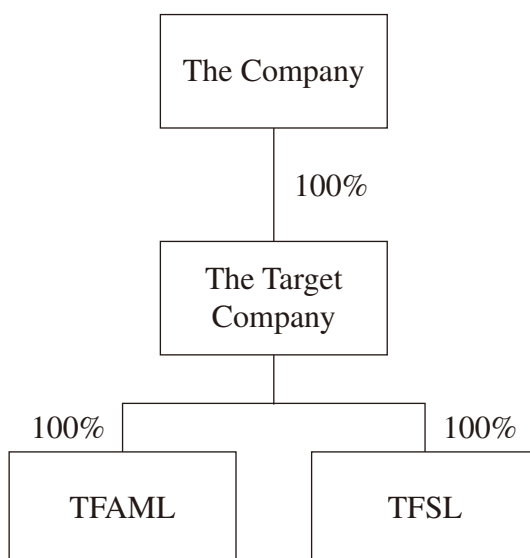 The Company
100%
The Target
Company
100%
100%
TFAML
TFSL